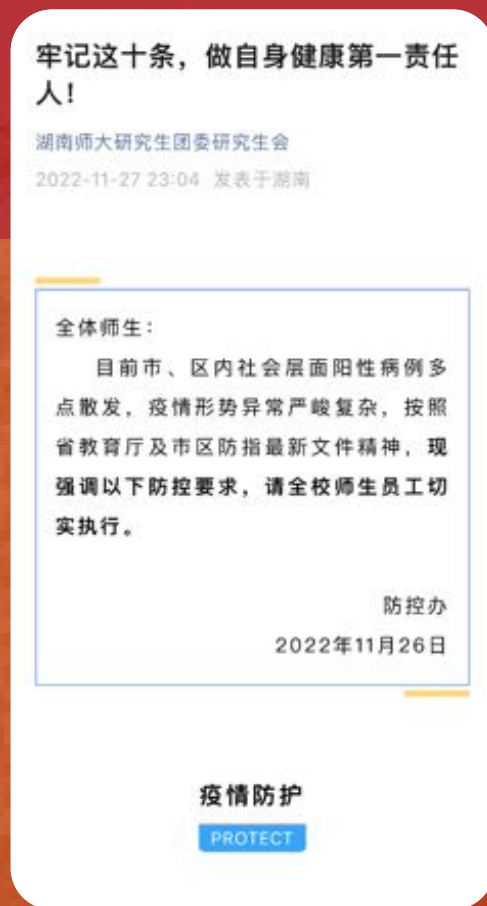 牢记这十条，做自身健康第一责任
人！
湖南师大研究生团委研究生会
2022-11-27 23:04 发表于湖南
全体师生：
目前市、区内社会层面阳性病例多
点散发，疫情形势异常严峻复杂，按照
省教育厅及市区防指最新文件精神，现
强调以下防控要求，请全校师生员工切
实执行。
防控办
2022年11月26日
疫情防护
PROTECT